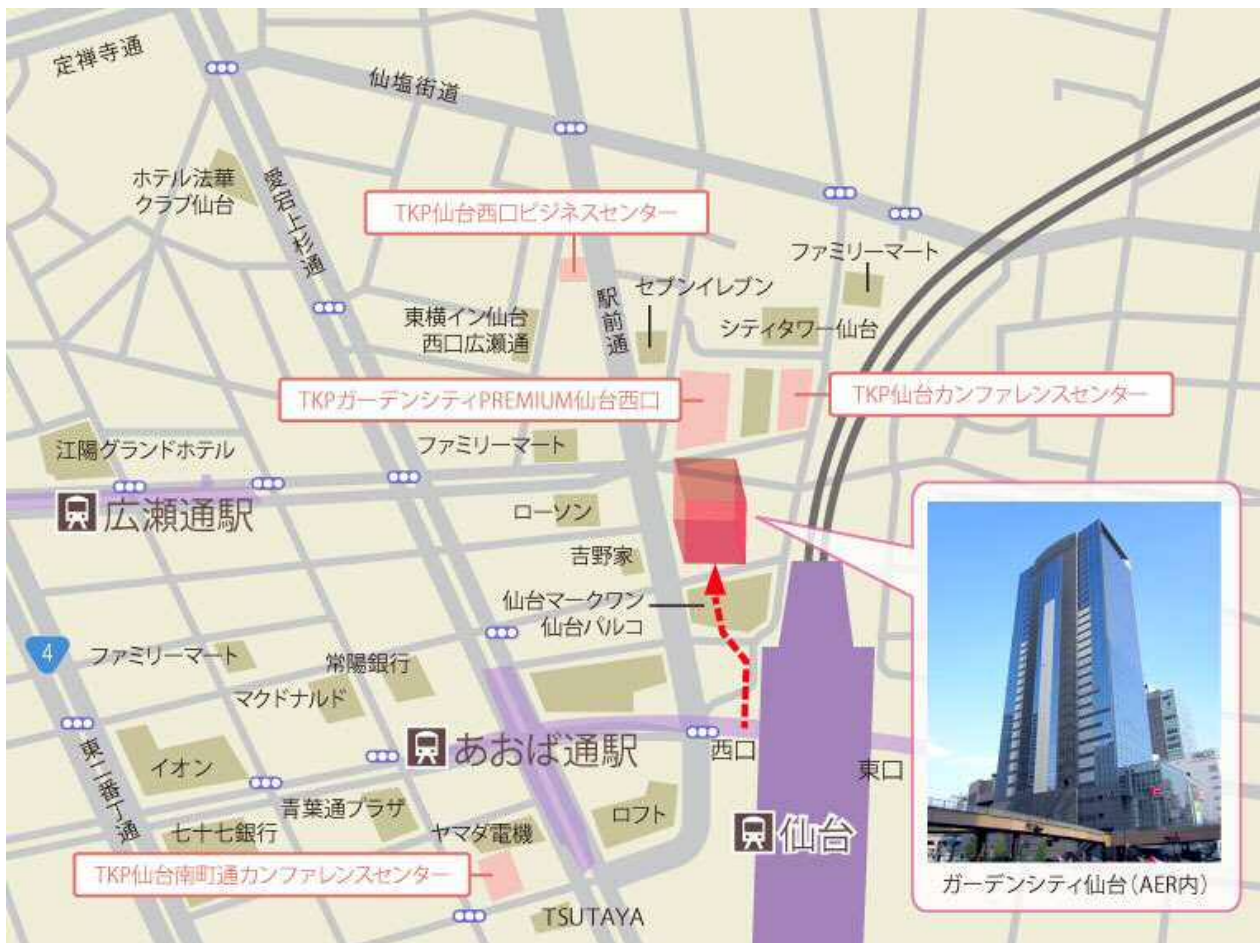 定禅寺通
仙塩街道
ホテル法華
クラブ仙台
愛宕上杉通
TKP仙台西口ビジネスセンター
ファミリーマート
セブンイレブン
駅前通
東横イン仙台
西口広瀬通
シティタワー仙台
TKPガーデンシティPREMIUM仙台西口
TKP仙台カンファレンスセンター
江陽グランドホテル
ファミリーマート
広瀬通駅
ローソン
吉野家
仙台マークワン
仙台パルコ
4
ファミリーマート
常陽銀行
マクドナルド
あおば通駅
西口
東口
東二番丁通
イオン
青葉通プラザ
七十七銀行
ヤマダ電機
ロフト
仙台
TKP仙台南町通カンファレンスセンター
TSUTAYA
ガーデンシティ仙台（AER内）